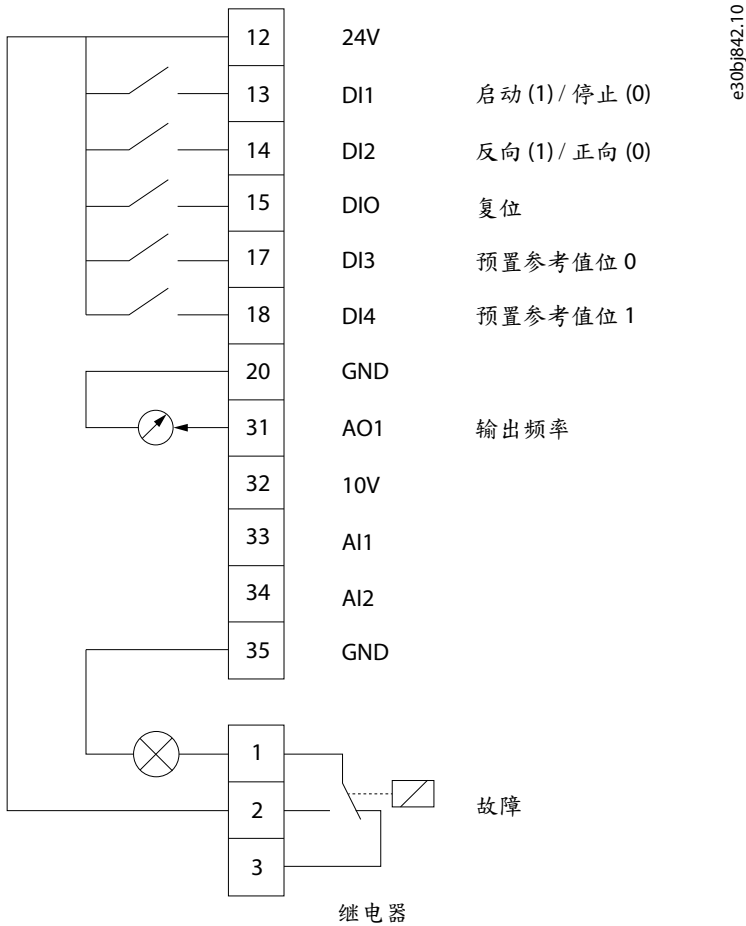 e30bj842.10
12 24V
13 DI1 启动 (1) / 停止 (0)
14 DI2 反向 (1) / 正向 (0)
15 DIO 复位
17 DI3 预置参考值位 0
18 DI4 预置参考值位 1
20 GND
31 AO1 输出频率
32 10V
33 AI1
34 AI2
35 GND
1
2 故障
3
继电器